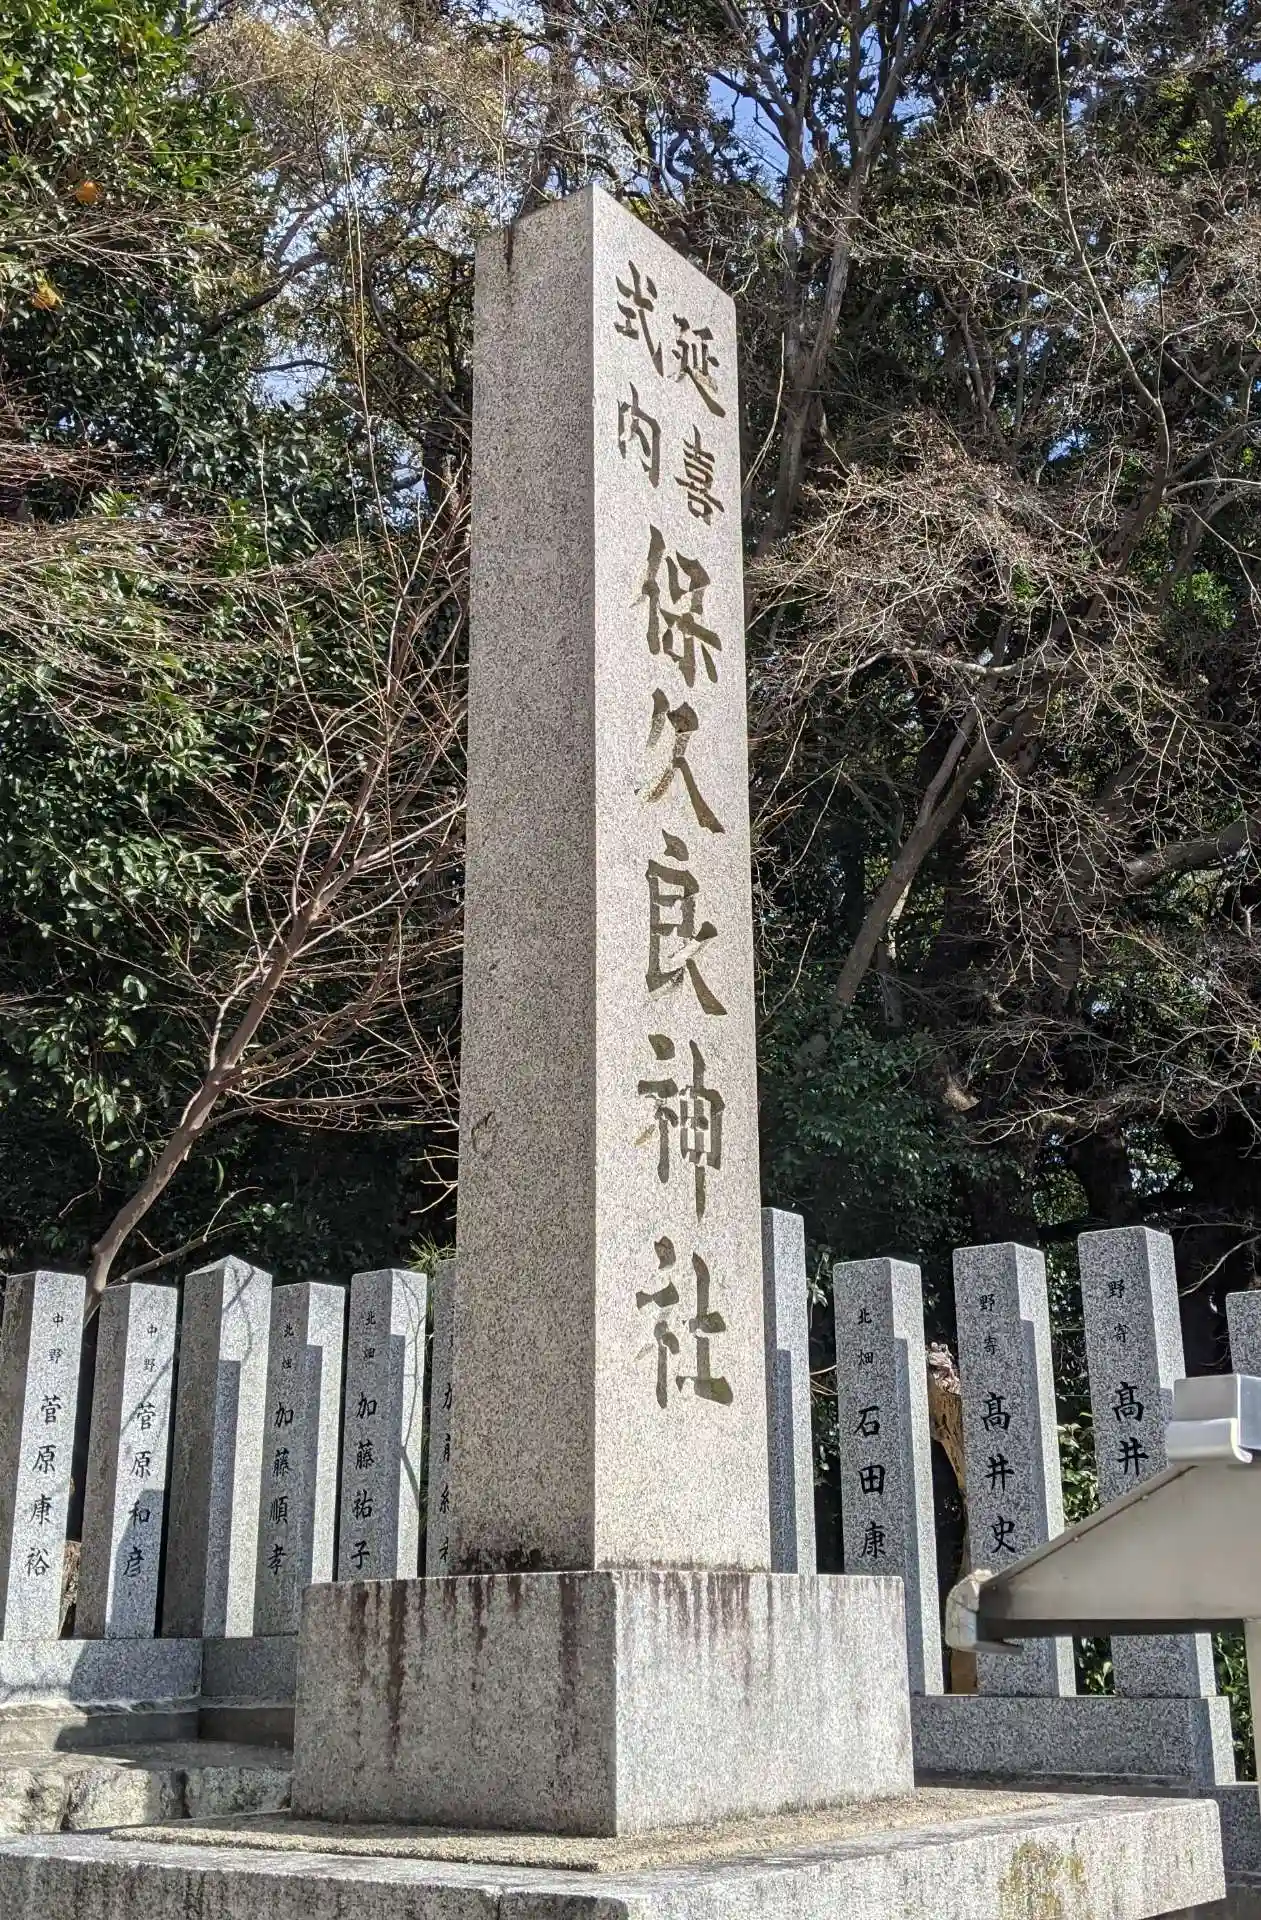 延喜
式内
保久良神社
中野 菅原康裕
中野 菅原和彦
北畑 加藤順孝
北畑 加藤祐子
北畑 石田康
野寄 髙井史
野寄 髙井